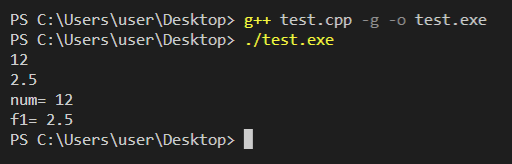 PS C:\Users\user\Desktop> g++ test.cpp -g -o test.exe
PS C:\Users\user\Desktop> ./test.exe
12
2.5
num= 12
f1= 2.5
PS C:\Users\user\Desktop>